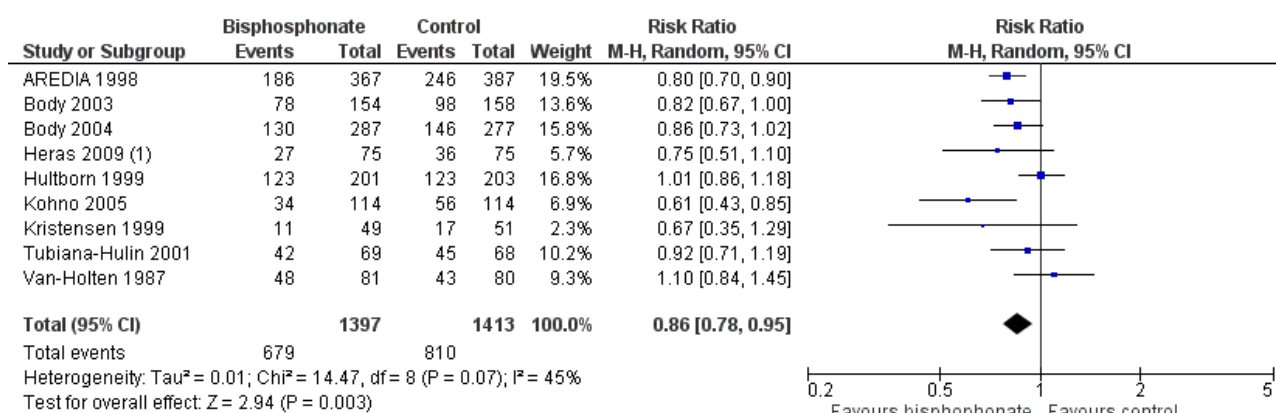 Bisphosphonate Control Risk Ratio Risk Ratio
Study or Subgroup Events Total Events Total Weight M-H, Random, 95% CI M-H, Random, 95% CI
AREDIA 1998 186 367 246 387 19.5% 0.80 [0.70, 0.90]
Body 2003 78 154 98 158 13.6% 0.82 [0.67, 1.00]
Body 2004 130 287 146 277 15.8% 0.86 [0.73, 1.02]
Heras 2009 (1) 27 75 36 75 5.7% 0.75 [0.51, 1.10]
Hultborn 1999 123 201 123 203 16.8% 1.01 [0.86, 1.18]
Kohno 2005 34 114 56 114 6.9% 0.61 [0.43, 0.85]
Kristensen 1999 11 49 17 51 2.3% 0.67 [0.35, 1.29]
Tubiana-Hulin 2001 42 69 45 68 10.2% 0.92 [0.71, 1.19]
Van-Holten 1987 48 81 43 80 9.3% 1.10 [0.84, 1.45]
Total (95% CI) 1397 1413 100.0% 0.86 [0.78, 0.95]
Total events 679 810
Heterogeneity: Tau² = 0.01; Chi² = 14.47, df = 8 (P = 0.07); I² = 45%
Test for overall effect: Z = 2.94 (P = 0.003)
0.2 0.5 1 2 5
Favours bisphosphonate Favours control